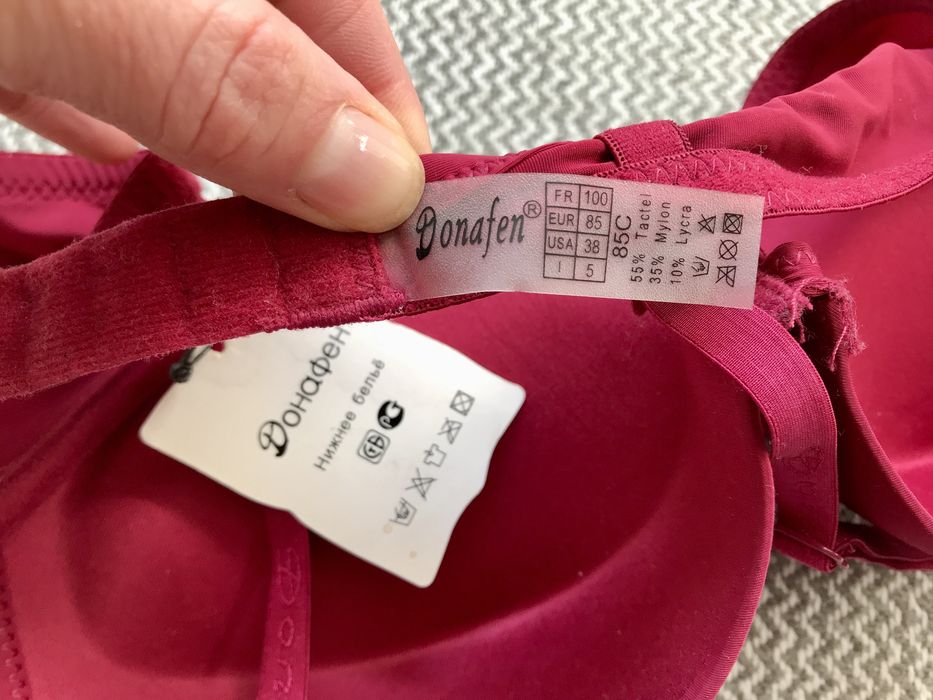 Donafen®
FR 100
EUR 85
USA 38
I 5
85C
55% Tactel
35% Mylon
10% Lycra
Донафен
Нижнее бельё